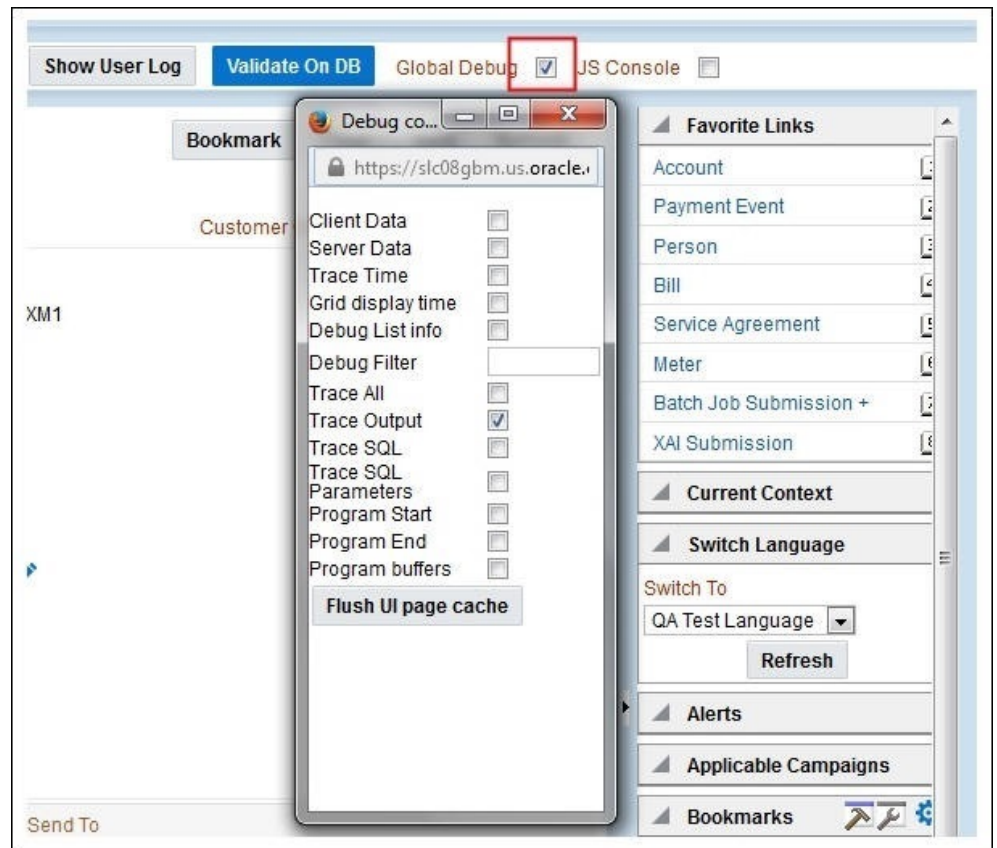 Show User Log
Validate On DB
Global Debug
JS Console
Bookmark
Customer
XM1
Send To
Debug co...
https://slc08gbm.us.oracle.
Client Data
Server Data
Trace Time
Grid display time
Debug List info
Debug Filter
Trace All
Trace Output
Trace SQL
Trace SQL
Parameters
Program Start
Program End
Program buffers
Flush UI page cache
Favorite Links
Account
Payment Event
Person
Bill
Service Agreement
Meter
Batch Job Submission +
XAI Submission
Current Context
Switch Language
Switch To
QA Test Language
Refresh
Alerts
Applicable Campaigns
Bookmarks